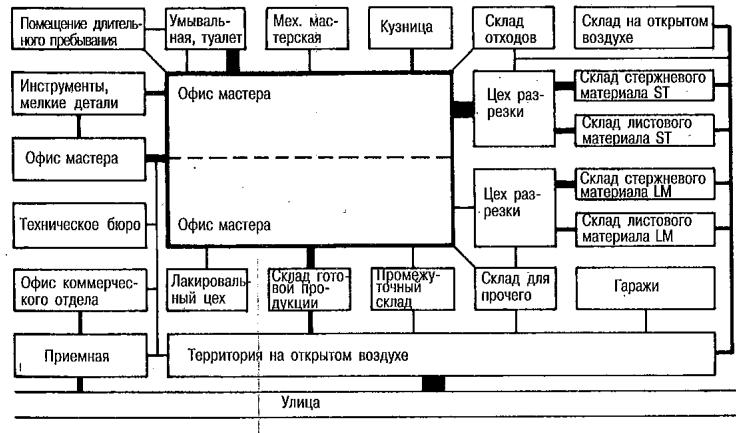 Помещение длитель-
ного пребывания
Умываль-
ная, туалет
Мех. мас-
терская
Кузница
Склад
отходов
Склад на открытом
воздухе
Инструменты,
мелкие детали
Офис мастера
Цех раз-
резки
Склад стержневого
материала ST
Склад листового
материала ST
Офис мастера
Цех раз-
резки
Склад стержневого
материала LM
Техническое бюро
Офис мастера
Склад листового
материала LM
Офис коммерчес-
кого отдела
Лакироваль-
ный цех
Склад гото-
вой про-
дукции
Промежу-
точный
склад
Склад для
прочего
Гаражи
Приемная
Территория на открытом воздухе
Улица